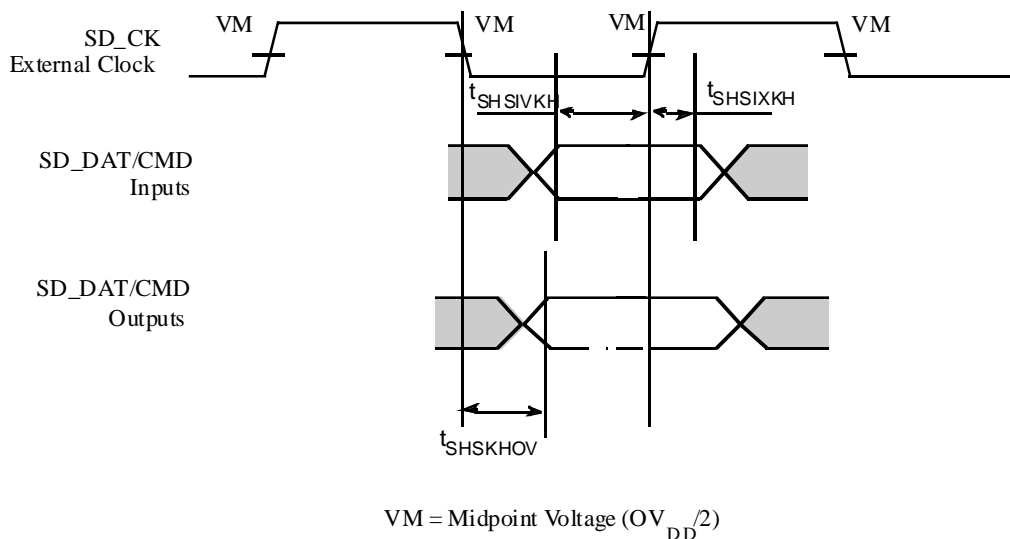 VM VM VM VM
SD_CK
External Clock
tSHSIVKH tSHSIXKH
SD_DAT/CMD
Inputs
SD_DAT/CMD
Outputs
tSHSKHOV
VM = Midpoint Voltage (OVDD/2)